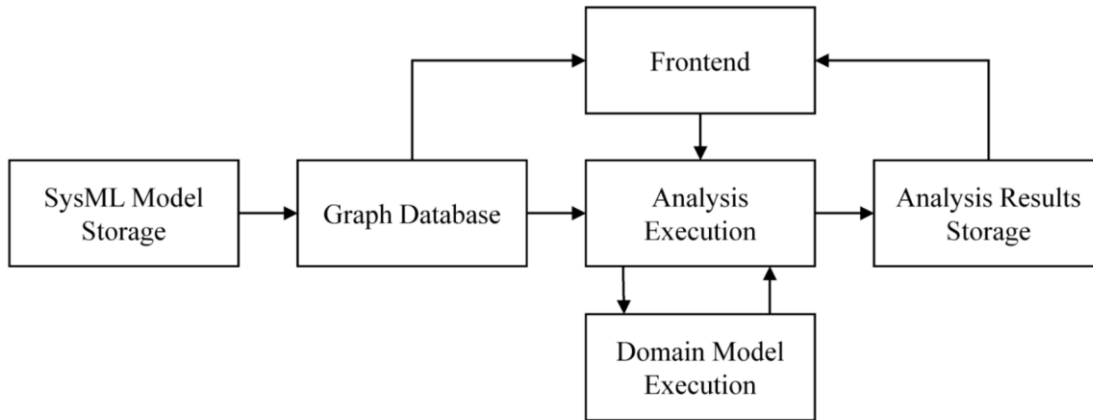 Frontend
SysML Model
Storage
Graph Database
Analysis
Execution
Analysis Results
Storage
Domain Model
Execution